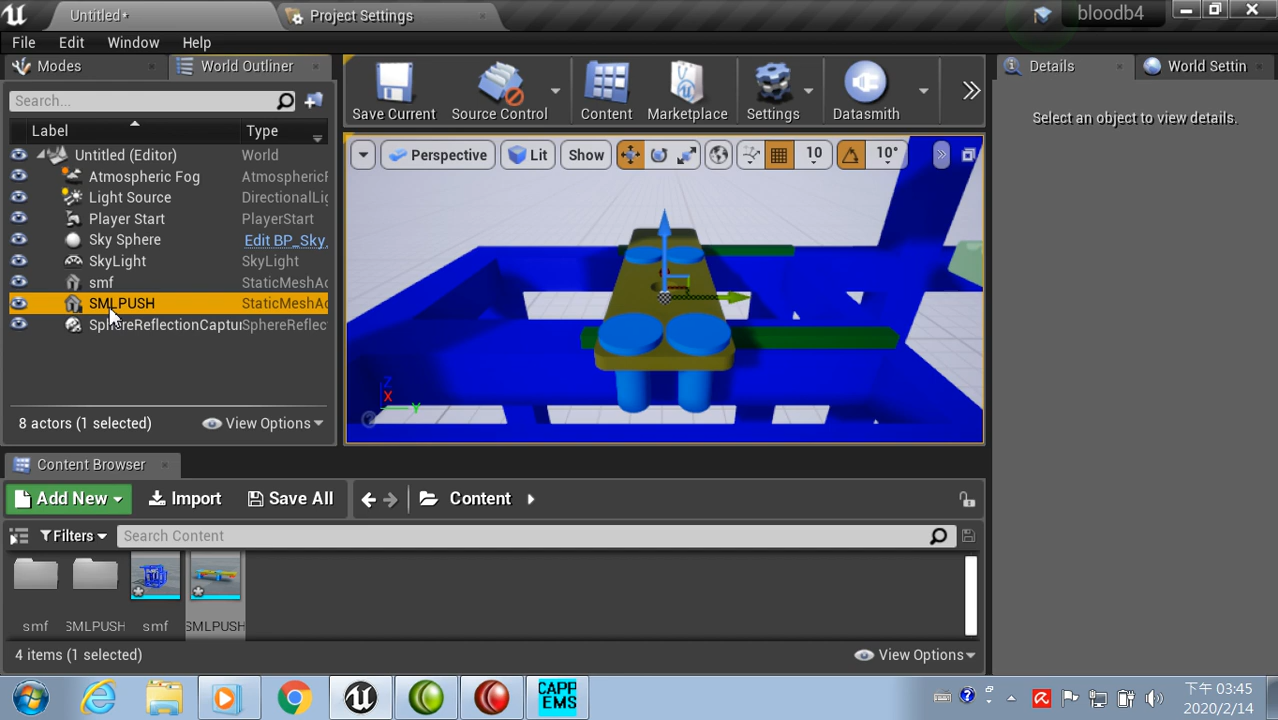 Untitled*
Project Settings
bloodb4
File Edit Window Help
Modes
World Outliner
Search...
Label
Type
Untitled (Editor) World
Atmospheric Fog AtmosphericF
Light Source DirectionalLig
Player Start PlayerStart
Sky Sphere Edit BP_Sky_
SkyLight SkyLight
smf StaticMeshAc
SMLPUSH StaticMeshAc
SphereReflectionCaptur SphereReflec
8 actors (1 selected)
View Options
Save Current
Source Control
Content
Marketplace
Settings
Datasmith
Perspective
Lit
Show
10
10°
Z
X
Y
Details
World Settin
Select an object to view details.
Content Browser
Add New
Import
Save All
Content
Filters
Search Content
smf
SMLPUSH
smf
SMLPUSH
4 items (1 selected)
View Options
CAPP
EMS
下午 03:45
2020/2/14